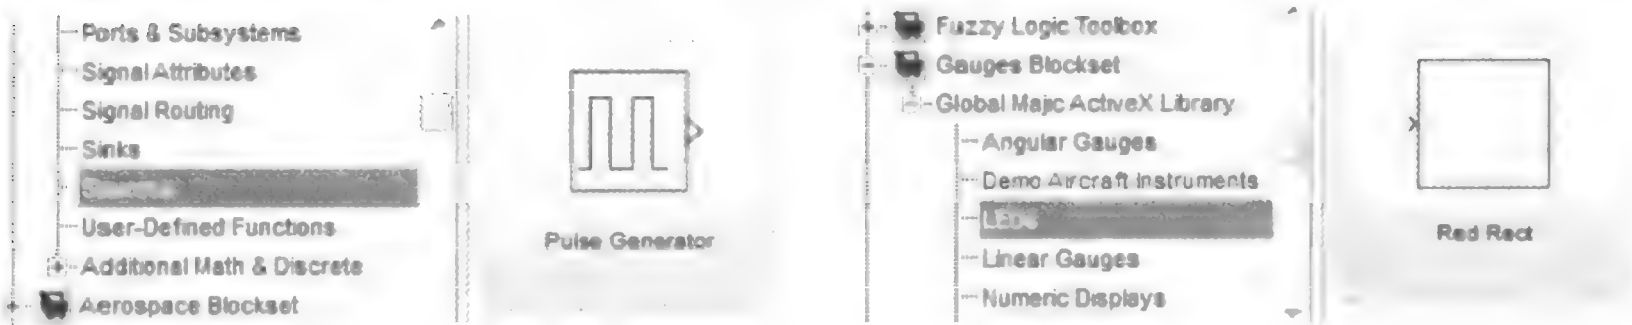 Ports & Subsystems
Signal Attributes
Signal Routing
Sinks
User-Defined Functions
Additional Math & Discrete
Aerospace Blockset
Pulse Generator
Fuzzy Logic Toolbox
Gauges Blockset
Global Majic ActiveX Library
Angular Gauges
Demo Aircraft Instruments
LEDs
Linear Gauges
Numeric Displays
Red Rect